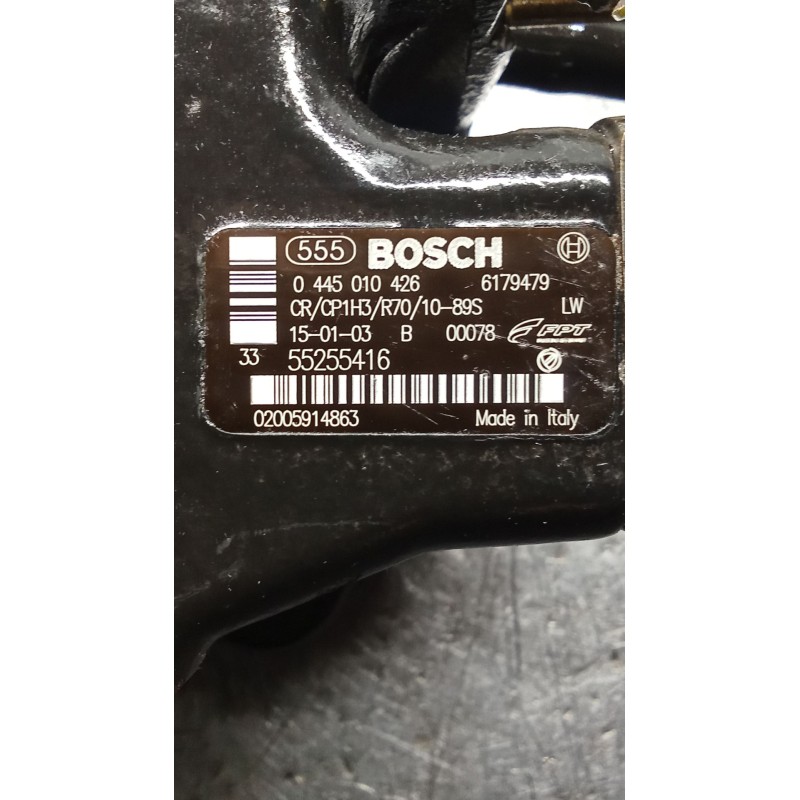 555 BOSCH
0 445 010 426 6179479
CR/CP1H3/R70/10-89S LW
15-01-03 B 00078 FPT
33 55255416
02005914863 Made in Italy